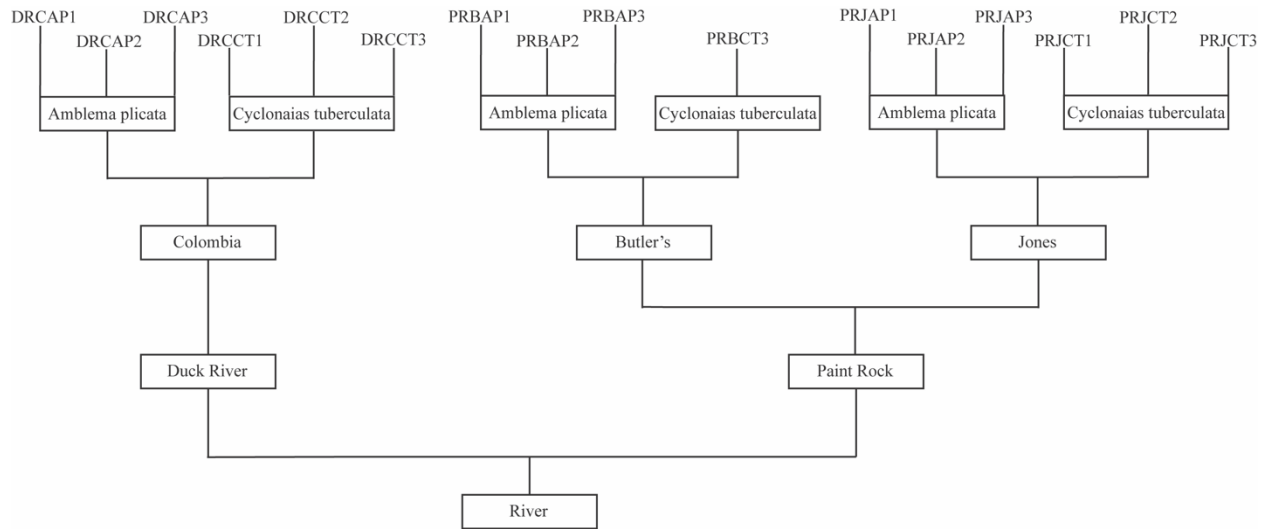 DRCAP1
DRCAP2
DRCAP3
DRCCT1
DRCCT2
DRCCT3
PRBAP1
PRBAP2
PRBAP3
PRBCT3
PRJAP1
PRJAP2
PRJAP3
PRJCT1
PRJCT2
PRJCT3
Amblema plicata
Cyclonaias tuberculata
Amblema plicata
Cyclonaias tuberculata
Amblema plicata
Cyclonaias tuberculata
Colombia
Butler's
Jones
Duck River
Paint Rock
River